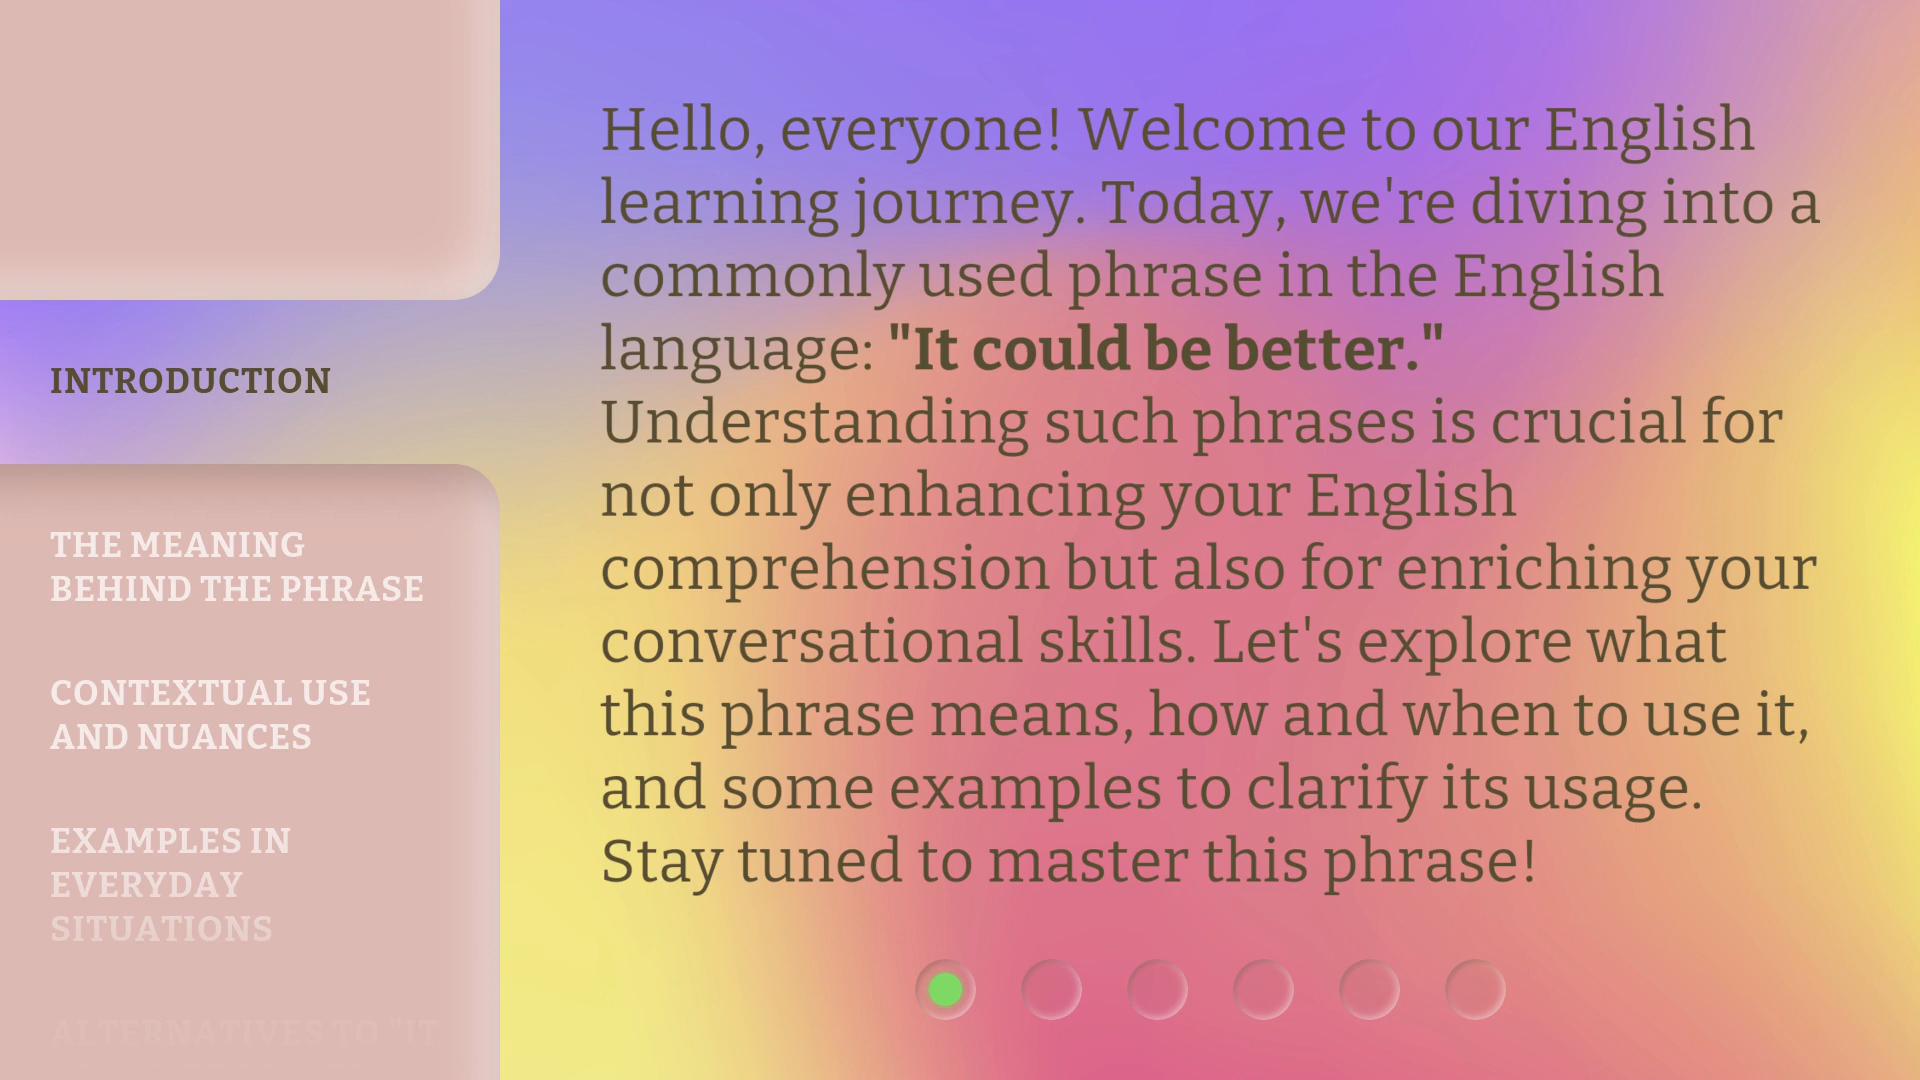 INTRODUCTION
THE MEANING
BEHIND THE PHRASE
CONTEXTUAL USE
AND NUANCES
EXAMPLES IN
EVERYDAY
SITUATIONS
ALTERNATIVES TO "IT
Hello, everyone! Welcome to our English
learning journey. Today, we're diving into a
commonly used phrase in the English
language: "It could be better."
Understanding such phrases is crucial for
not only enhancing your English
comprehension but also for enriching your
conversational skills. Let's explore what
this phrase means, how and when to use it,
and some examples to clarify its usage.
Stay tuned to master this phrase!